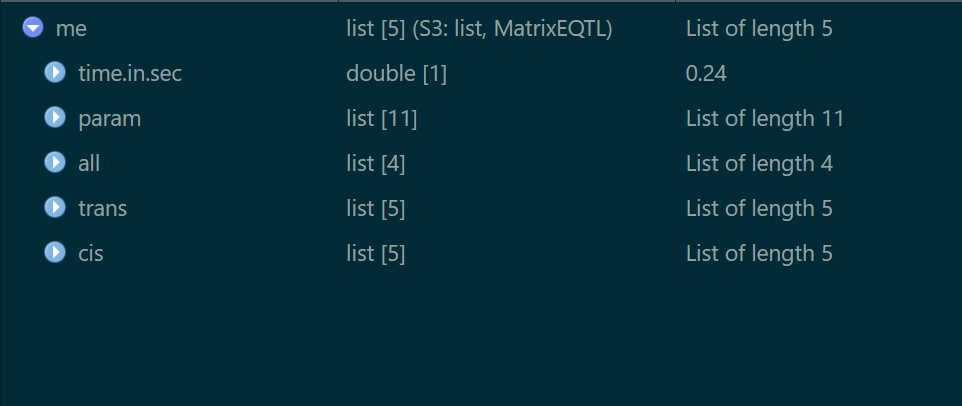 me list [5] (S3: list, MatrixEQTL) List of length 5
time.in.sec double [1] 0.24
param list [11] List of length 11
all list [4] List of length 4
trans list [5] List of length 5
cis list [5] List of length 5